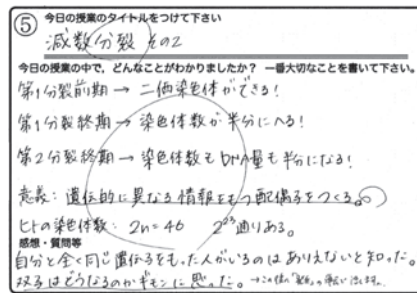 ⑤ 今日の授業のタイトルをつけて下さい
減数分裂 その2
今日の授業の中で、どんなことがわかりましたか? 一番大切なことを書いて下さい。
第1分裂前期→ 二価染色体ができる!
第1分裂終期→ 染色体数が半分にへる!
第2分裂終期→ 染色体数もDNA量も半分になる!
意義: 遺伝的に異なる情報をもつ配偶子をつくる。
ヒトの染色体数: 2n=46 2²³通りある。
感想・質問等
自分と全く同じ遺伝子をもった人がいるのはありえないと知った。
双子はどうなるのかギモンに思った。